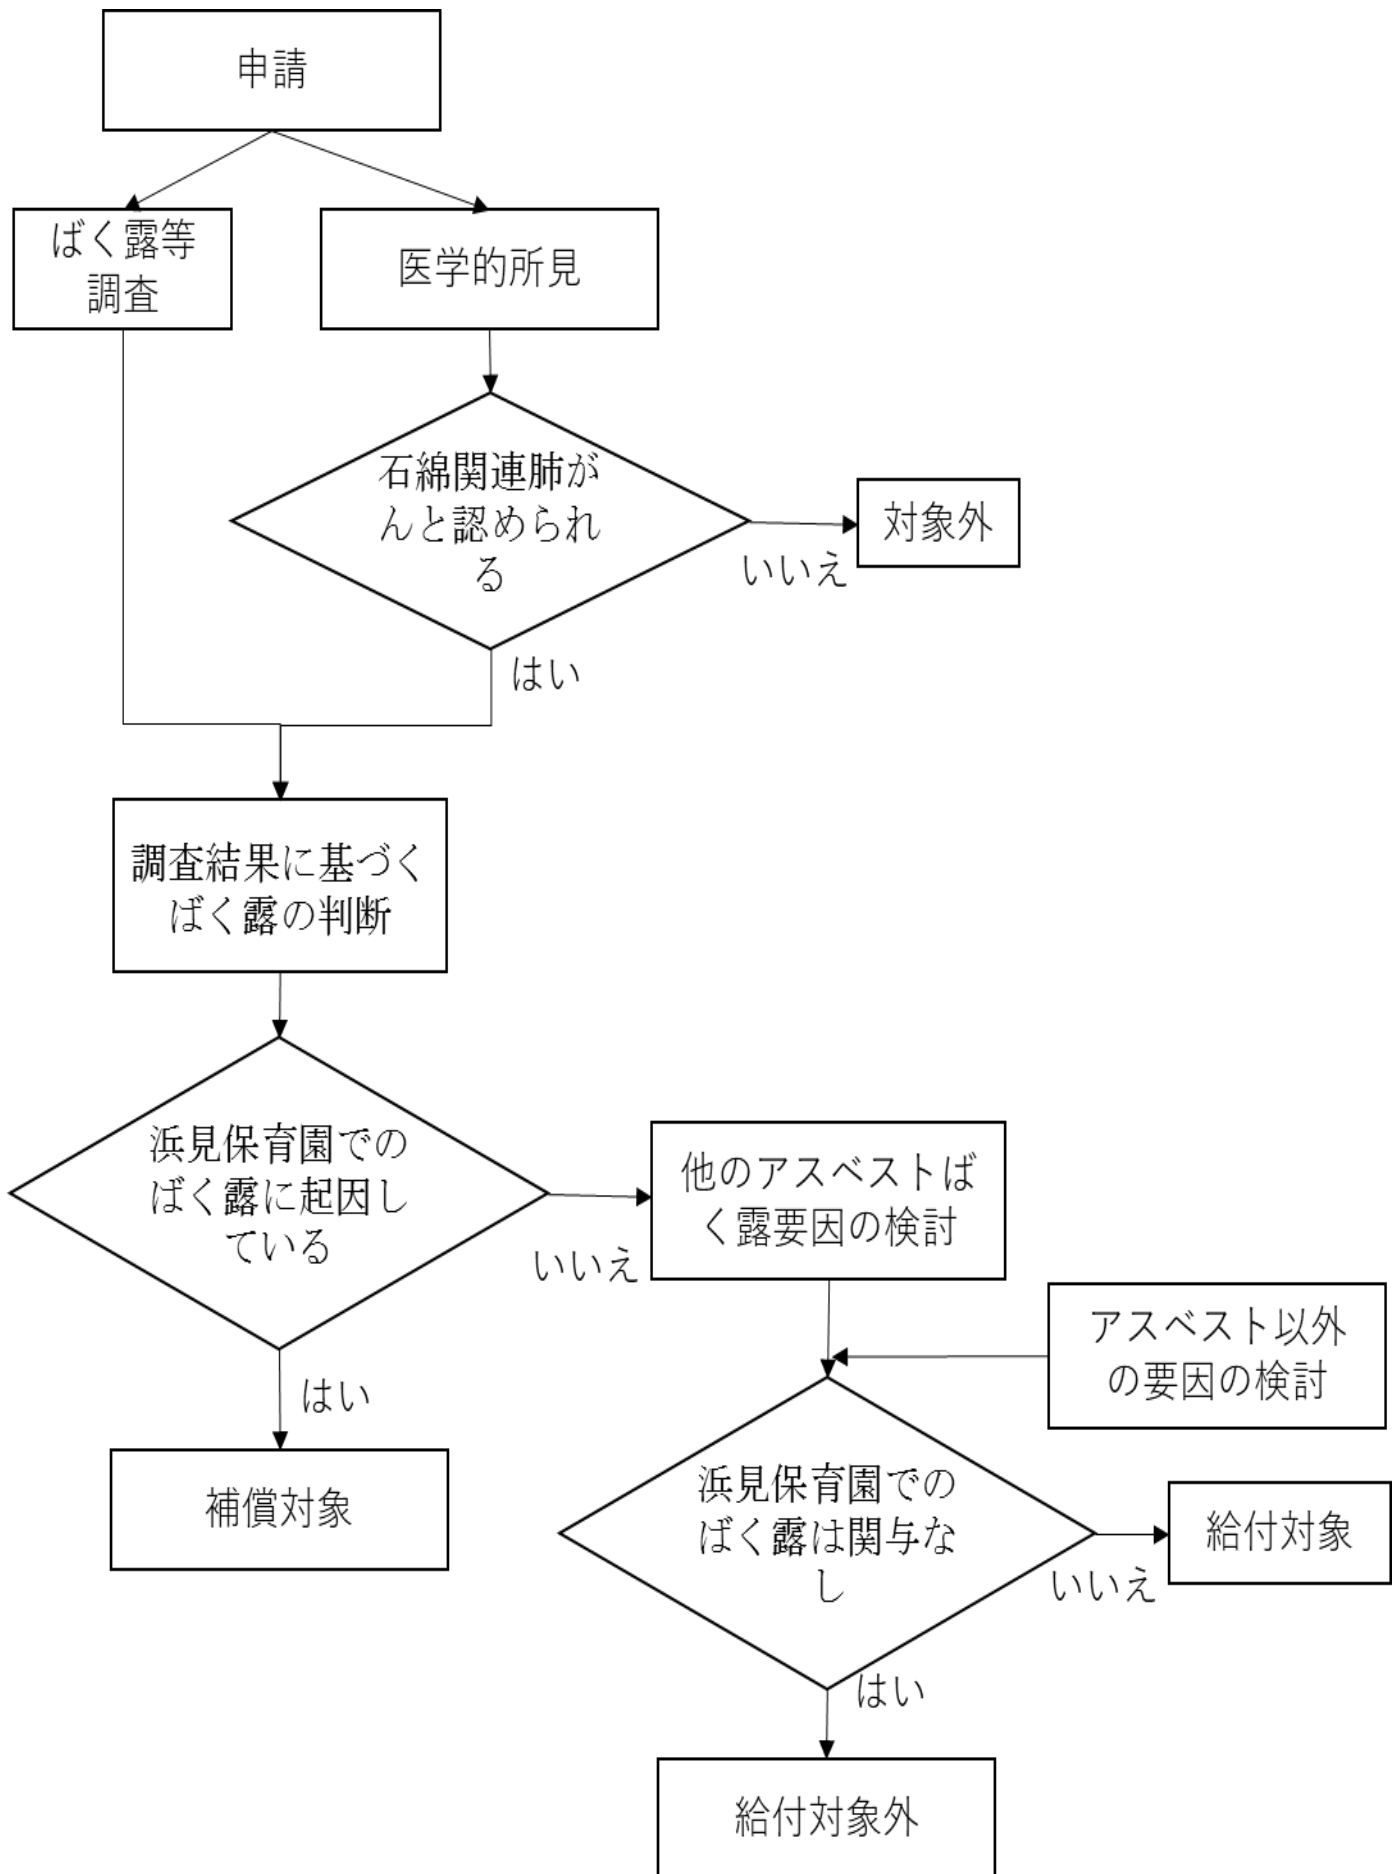 申請
ばく露等
調査
医学的所見
石綿関連肺が
んと認められ
る
対象外
いいえ
はい
調査結果に基づく
ばく露の判断
浜見保育園での
ばく露に起因し
ている
他のアスベストば
く露要因の検討
いいえ
アスベスト以外
の要因の検討
はい
補償対象
浜見保育園での
ばく露は関与な
し
給付対象
いいえ
はい
給付対象外